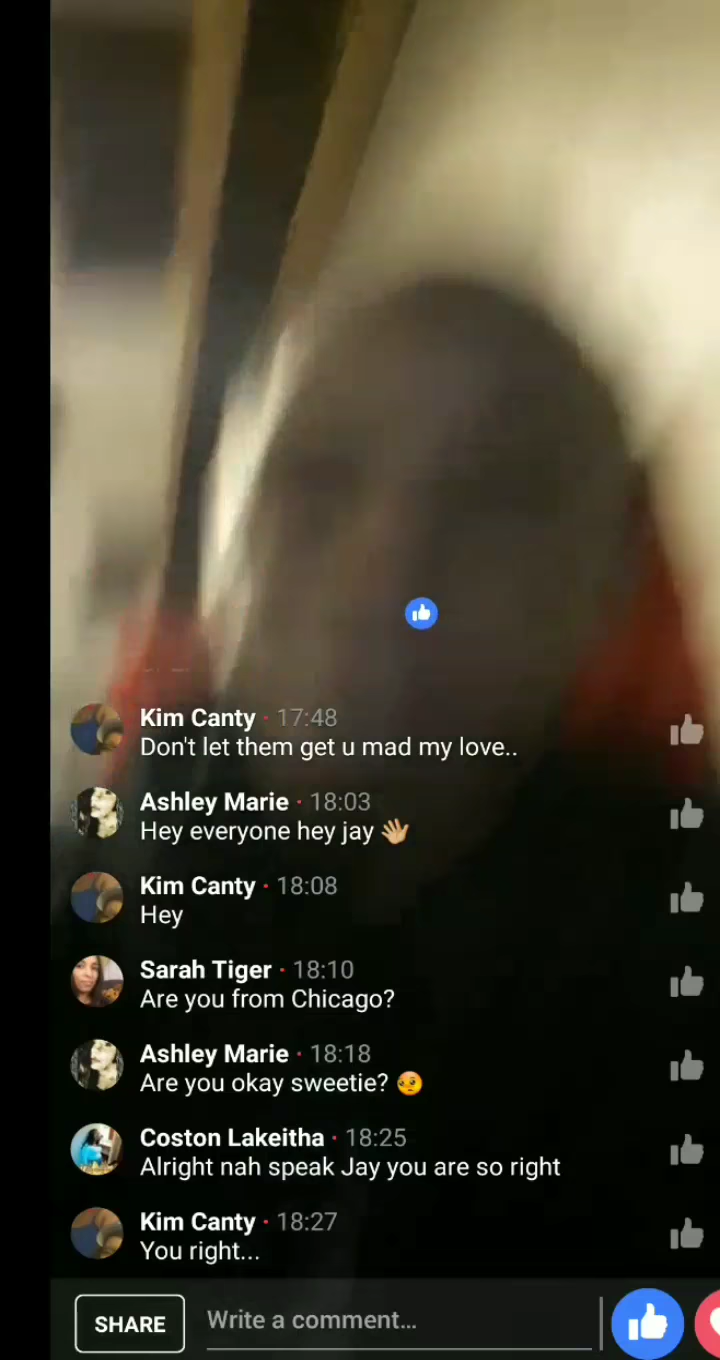 Kim Canty · 17:48
Don't let them get u mad my love..
Ashley Marie · 18:03
Hey everyone hey jay 👋🏼
Kim Canty · 18:08
Hey
Sarah Tiger · 18:10
Are you from Chicago?
Ashley Marie · 18:18
Are you okay sweetie? 😢
Coston Lakeitha · 18:25
Alright nah speak Jay you are so right
Kim Canty · 18:27
You right...
SHARE
Write a comment...